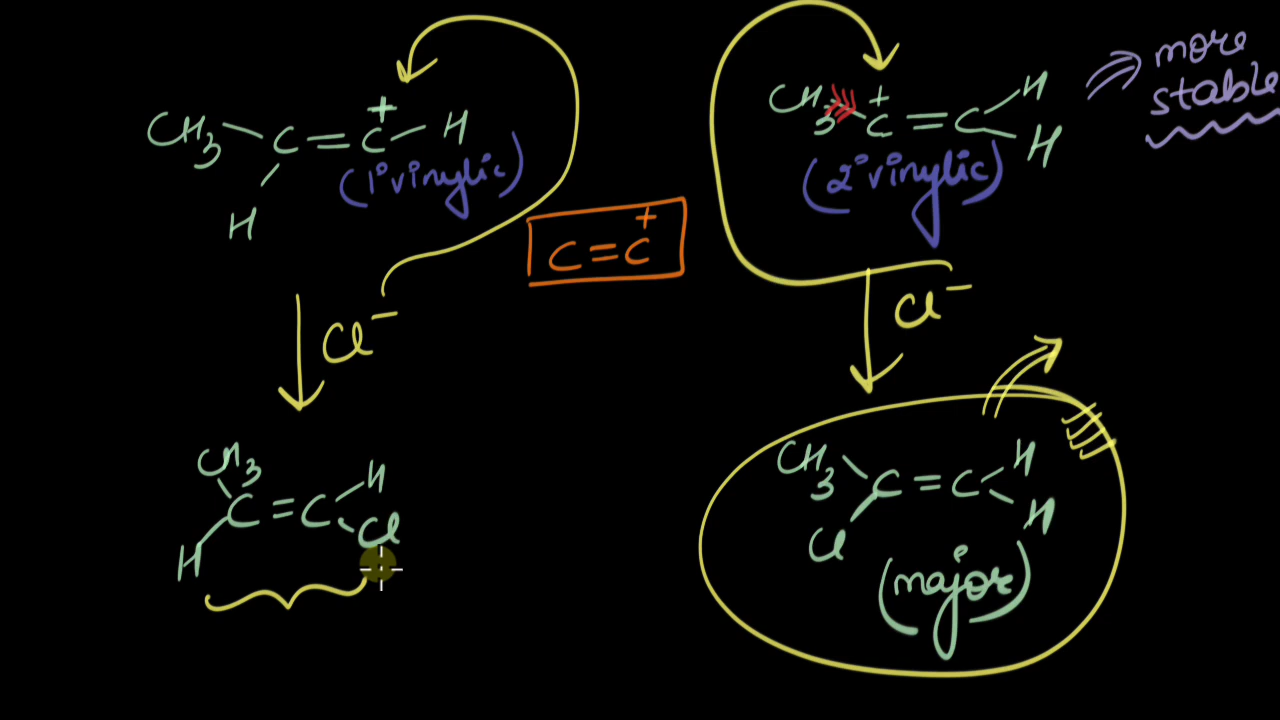 CH3 - C = C+ - H
H
(1° vinylic)
Cl−
CH3
C = C
H
H
Cl
C = C+
CH3 C+ = C H
H
(2° vinylic)
more
stable
Cl−
CH3 C = C H
Cl H
(major)